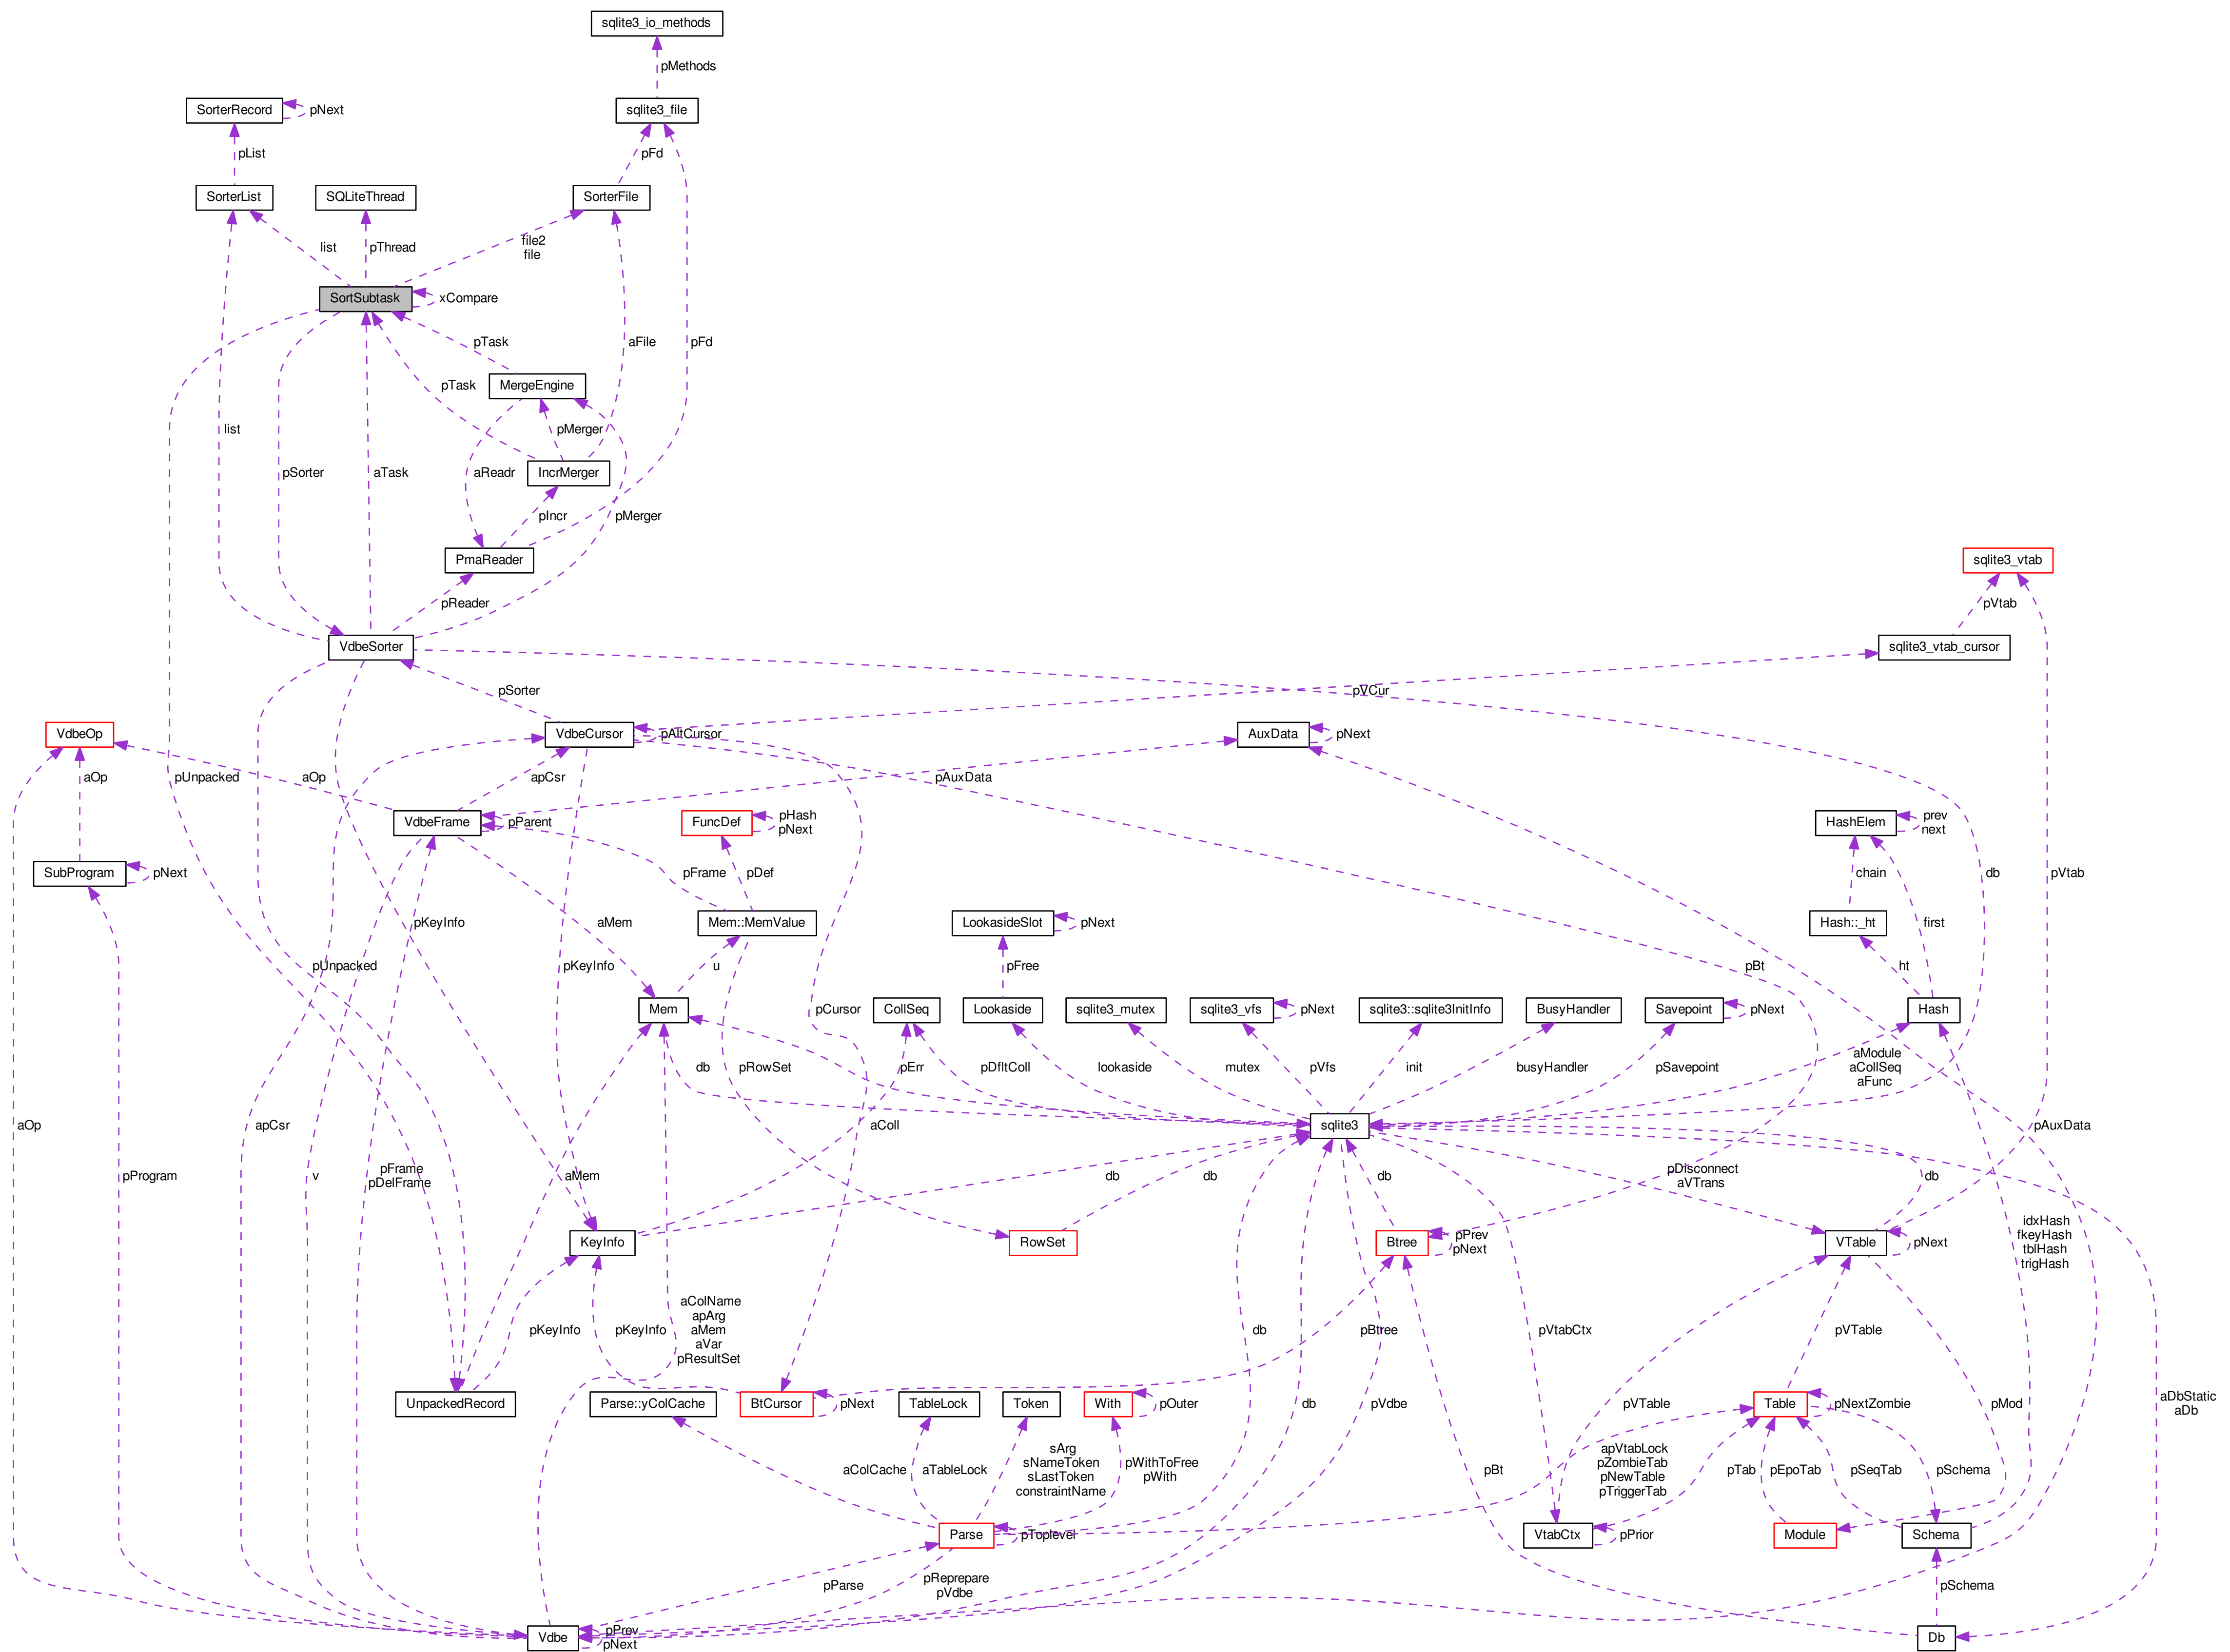 sqlite3_io_methods
pMethods
SorterRecord
pNext
sqlite3_file
pList
pFd
SorterList
SQLiteThread
SorterFile
list
pThread
file2
file
SortSubtask
xCompare
pTask
aFile
pFd
MergeEngine
pTask
list
pMerger
pSorter
aTask
aReadr
IncrMerger
pIncr
pMerger
PmaReader
sqlite3_vtab
pReader
pVtab
VdbeSorter
sqlite3_vtab_cursor
pSorter
pVCur
VdbeOp
VdbeCursor
pAltCursor
AuxData
pNext
aOp
pUnpacked
aOp
apCsr
pAuxData
VdbeFrame
pParent
FuncDef
pHash
pNext
HashElem
prev
next
SubProgram
pNext
pFrame
pDef
chain
db
pVtab
pKeyInfo
aMem
Mem::MemValue
LookasideSlot
pNext
Hash::_ht
first
pUnpacked
pKeyInfo
u
pFree
pBt
ht
Mem
pCursor
CollSeq
Lookaside
sqlite3_mutex
sqlite3_vfs
pNext
sqlite3::sqlite3InitInfo
BusyHandler
Savepoint
pNext
Hash
db
pRowSet
pErr
pDfltColl
lookaside
mutex
pVfs
init
busyHandler
pSavepoint
aModule
aCollSeq
aFunc
aOp
apCsr
aColl
sqlite3
pAuxData
pProgram
v
pFrame
pDelFrame
aMem
db
db
db
pDisconnect
aVTrans
db
KeyInfo
RowSet
Btree
pPrev
pNext
VTable
pNext
idxHash
fkeyHash
tblHash
trigHash
pKeyInfo
pKeyInfo
aColName
apArg
aMem
aVar
pResultSet
db
pBtree
pVtabCtx
pVTable
UnpackedRecord
Parse::yColCache
BtCursor
pNext
TableLock
Token
With
pOuter
db
pVdbe
pVTable
Table
pNextZombie
pMod
aDbStatic
aDb
aColCache
aTableLock
sArg
sNameToken
sLastToken
constraintName
pWithToFree
pWith
pBt
apVtabLock
pZombieTab
pNewTable
pTriggerTab
pTab
pEpoTab
pSeqTab
pSchema
Parse
pToplevel
VtabCtx
pPrior
Module
Schema
pParse
pReprepare
pVdbe
pSchema
Vdbe
pPrev
pNext
Db